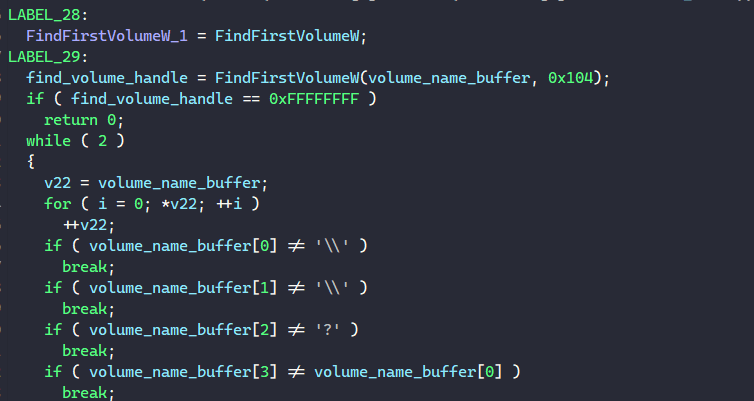 LABEL_28:
FindFirstVolumeW_1 = FindFirstVolumeW;
LABEL_29:
find_volume_handle = FindFirstVolumeW(volume_name_buffer, 0x104);
if ( find_volume_handle == 0xFFFFFFFF )
return 0;
while ( 2 )
{
v22 = volume_name_buffer;
for ( i = 0; *v22; ++i )
++v22;
if ( volume_name_buffer[0] != '\\' )
break;
if ( volume_name_buffer[1] != '\\' )
break;
if ( volume_name_buffer[2] != '?' )
break;
if ( volume_name_buffer[3] != volume_name_buffer[0] )
break;